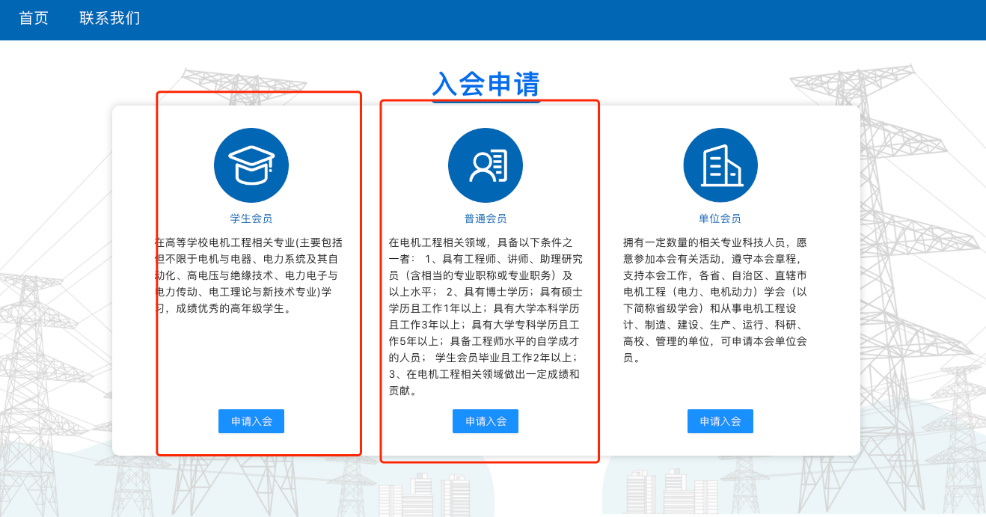 首页 联系我们
入会申请
学生会员
在高等学校电机工程相关专业(主要包括
但不限于电机与电器、电力系统及其自
动化、高电压与绝缘技术、电力电子与
电力传动、电工理论与新技术专业)学
习，成绩优秀的高年级学生。
申请入会
普通会员
在电机工程相关领域，具备以下条件之
一者： 1、具有工程师、讲师、助理研究
员（含相当的专业职称或专业职务）及
以上水平； 2、具有博士学历；具有硕士
学历且工作1年以上；具有大学本科学历
且工作3年以上；具有大学专科学历且工
作5年以上；具备工程师水平的自学成才
的人员； 学生会员毕业且工作2年以上；
3、在电机工程相关领域做出一定成绩和
贡献。
申请入会
单位会员
拥有一定数量的相关专业科技人员，愿
意参加本会有关活动，遵守本会章程，
支持本会工作，各省、自治区、直辖市
电机工程（电力、电机动力）学会（以
下简称省级学会）和从事电机工程设
计、制造、建设、生产、运行、科研、
高校、管理的单位，可申请本会单位会
员。
申请入会